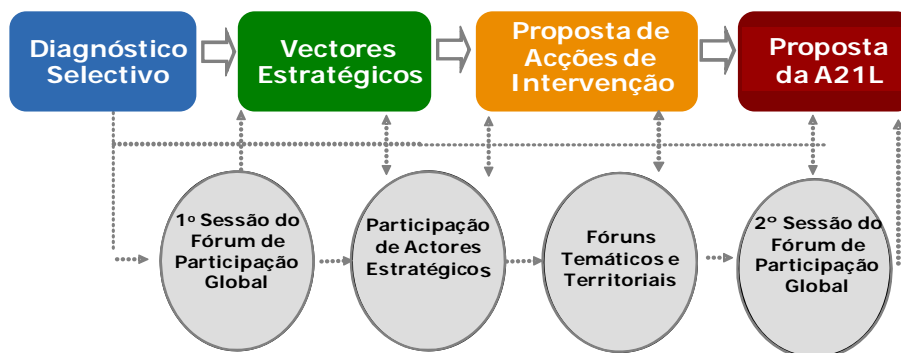 Diagnóstico
Selectivo
Vectores
Estratégicos
Proposta de
Acções de
Intervenção
Proposta
da A21L
1º Sessão do
Fórum de
Participação
Global
Participação
de Actores
Estratégicos
Fóruns
Temáticos e
Territoriais
2º Sessão do
Fórum de
Participação
Global